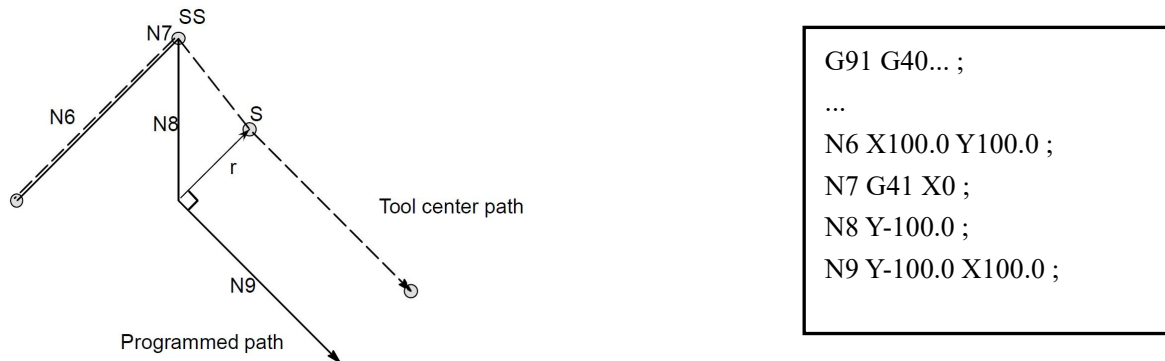 SS
N7
N6
N8
S
r
Tool center path
N9
Programmed path
G91 G40... ;
...
N6 X100.0 Y100.0 ;
N7 G41 X0 ;
N8 Y-100.0 ;
N9 Y-100.0 X100.0 ;